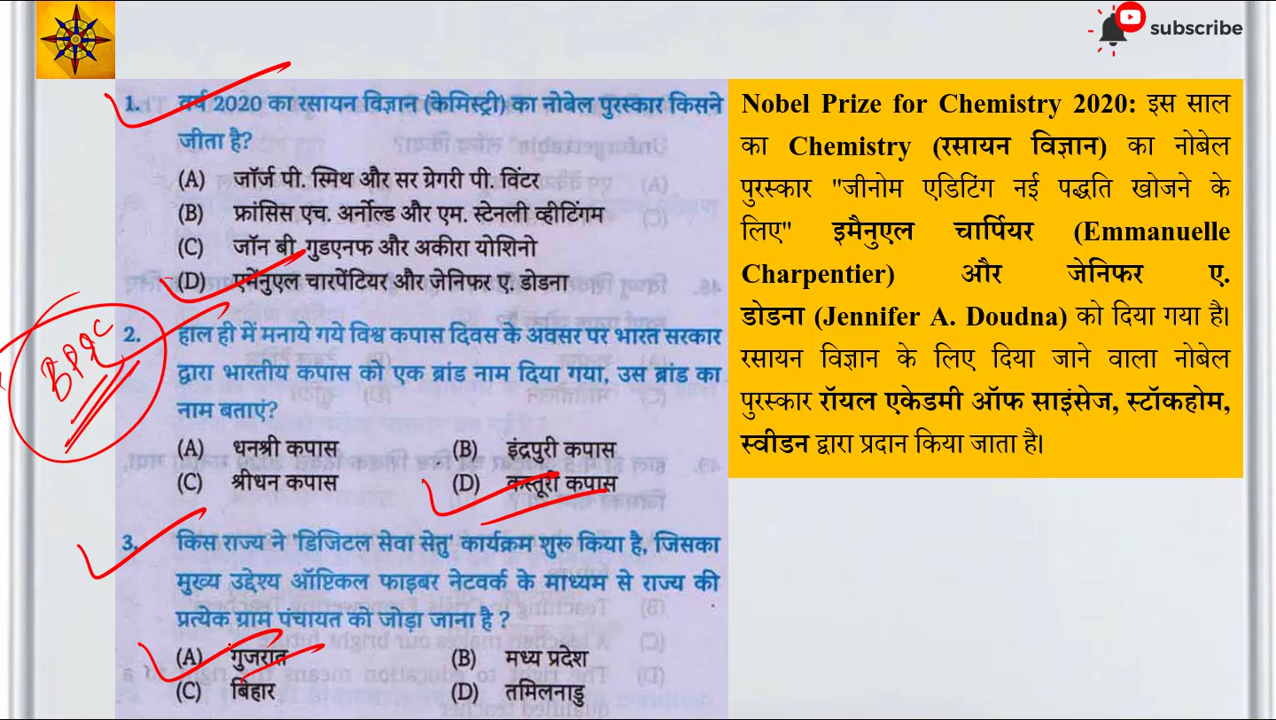 subscribe
1. वर्ष 2020 का रसायन विज्ञान (केमिस्ट्री) का नोबेल पुरस्कार किसने
जीता है?
(A) जॉर्ज पी. स्मिथ और सर ग्रेगरी पी. विंटर
(B) फ्रांसिस एच. अर्नोल्ड और एम. स्टेनली व्हीटिंगम
(C) जॉन बी. गुडएनफ और अकीरा योशिनो
(D) एमेंनुएल चारपेंटियर और जेनिफर ए. डोडना
BPSC
2. हाल ही में मनाये गये विश्व कपास दिवस के अवसर पर भारत सरकार
द्वारा भारतीय कपास को एक ब्रांड नाम दिया गया, उस ब्रांड का
नाम बताएं?
(A) धनश्री कपास (B) इंद्रपुरी कपास
(C) श्रीधन कपास (D) कस्तूरी कपास
3. किस राज्य ने 'डिजिटल सेवा सेतु' कार्यक्रम शुरू किया है, जिसका
मुख्य उद्देश्य ऑप्टिकल फाइबर नेटवर्क के माध्यम से राज्य की
प्रत्येक ग्राम पंचायत को जोड़ा जाना है ?
(A) गुजरात (B) मध्य प्रदेश
(C) बिहार (D) तमिलनाडु
Nobel Prize for Chemistry 2020: इस साल
का Chemistry (रसायन विज्ञान) का नोबेल
पुरस्कार "जीनोम एडिटिंग नई पद्धति खोजने के
लिए" इमैनुएल चार्पियर (Emmanuelle
Charpentier) और जेनिफर ए.
डोडना (Jennifer A. Doudna) को दिया गया है।
रसायन विज्ञान के लिए दिया जाने वाला नोबेल
पुरस्कार रॉयल एकेडमी ऑफ साइंसेज, स्टॉकहोम,
स्वीडन द्वारा प्रदान किया जाता है।